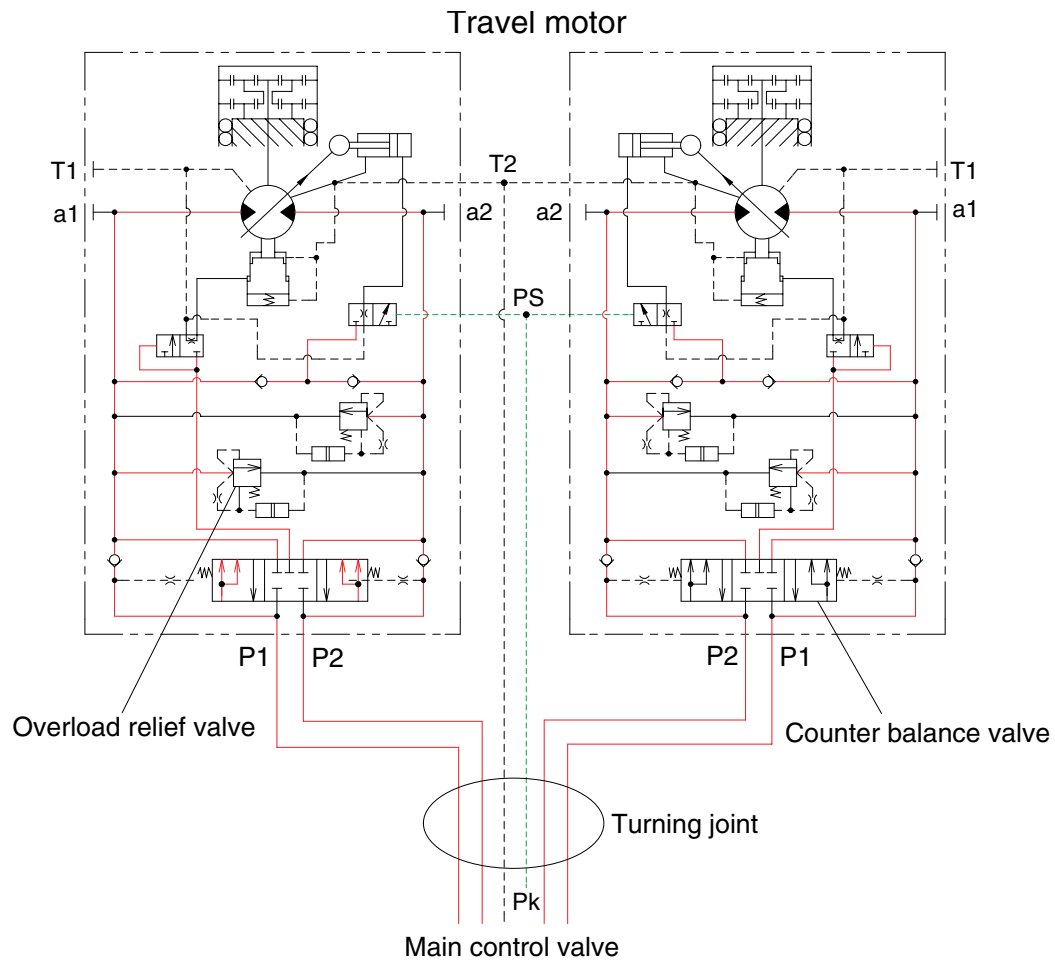 Travel motor
T1
T2
T1
a1
a2
a2
a1
PS
P1
P2
P2
P1
Overload relief valve
Counter balance valve
Turning joint
Pk
Main control valve